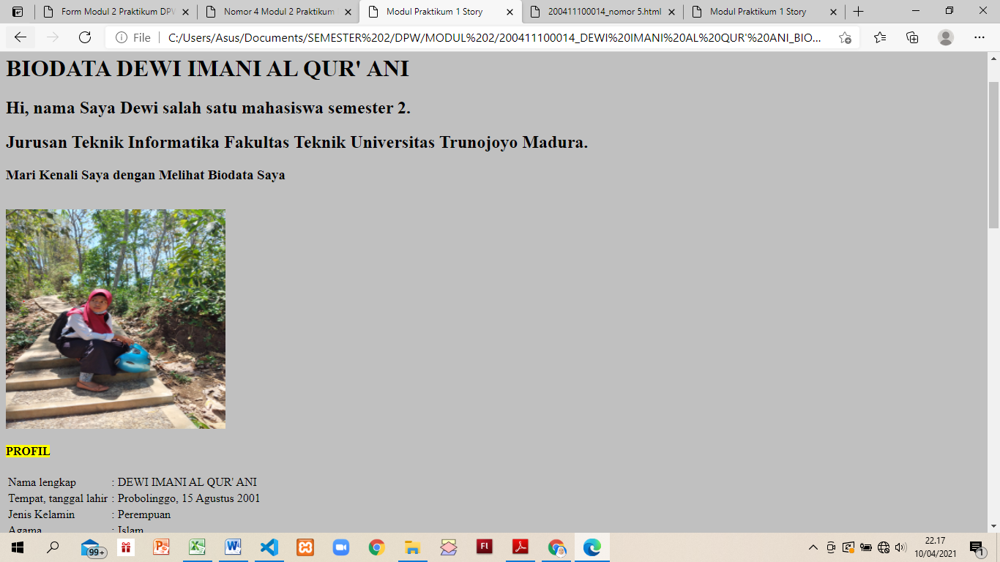 Form Modul 2 Praktikum DPW
Nomor 4 Modul 2 Praktikum
Modul Praktikum 1 Story
200411100014_nomor 5.html
Modul Praktikum 1 Story
File
C:/Users/Asus/Documents/SEMESTER%202/DPW/MODUL%202/200411100014_DEWI%20IMANI%20AL%20QUR'%20ANI_BIO...
BIODATA DEWI IMANI AL QUR' ANI
Hi, nama Saya Dewi salah satu mahasiswa semester 2.
Jurusan Teknik Informatika Fakultas Teknik Universitas Trunojoyo Madura.
Mari Kenali Saya dengan Melihat Biodata Saya
PROFIL
Nama lengkap : DEWI IMANI AL QUR' ANI
Tempat, tanggal lahir : Probolinggo, 15 Agustus 2001
Jenis Kelamin : Perempuan
Agama : Islam
99+
22.17
10/04/2021
1